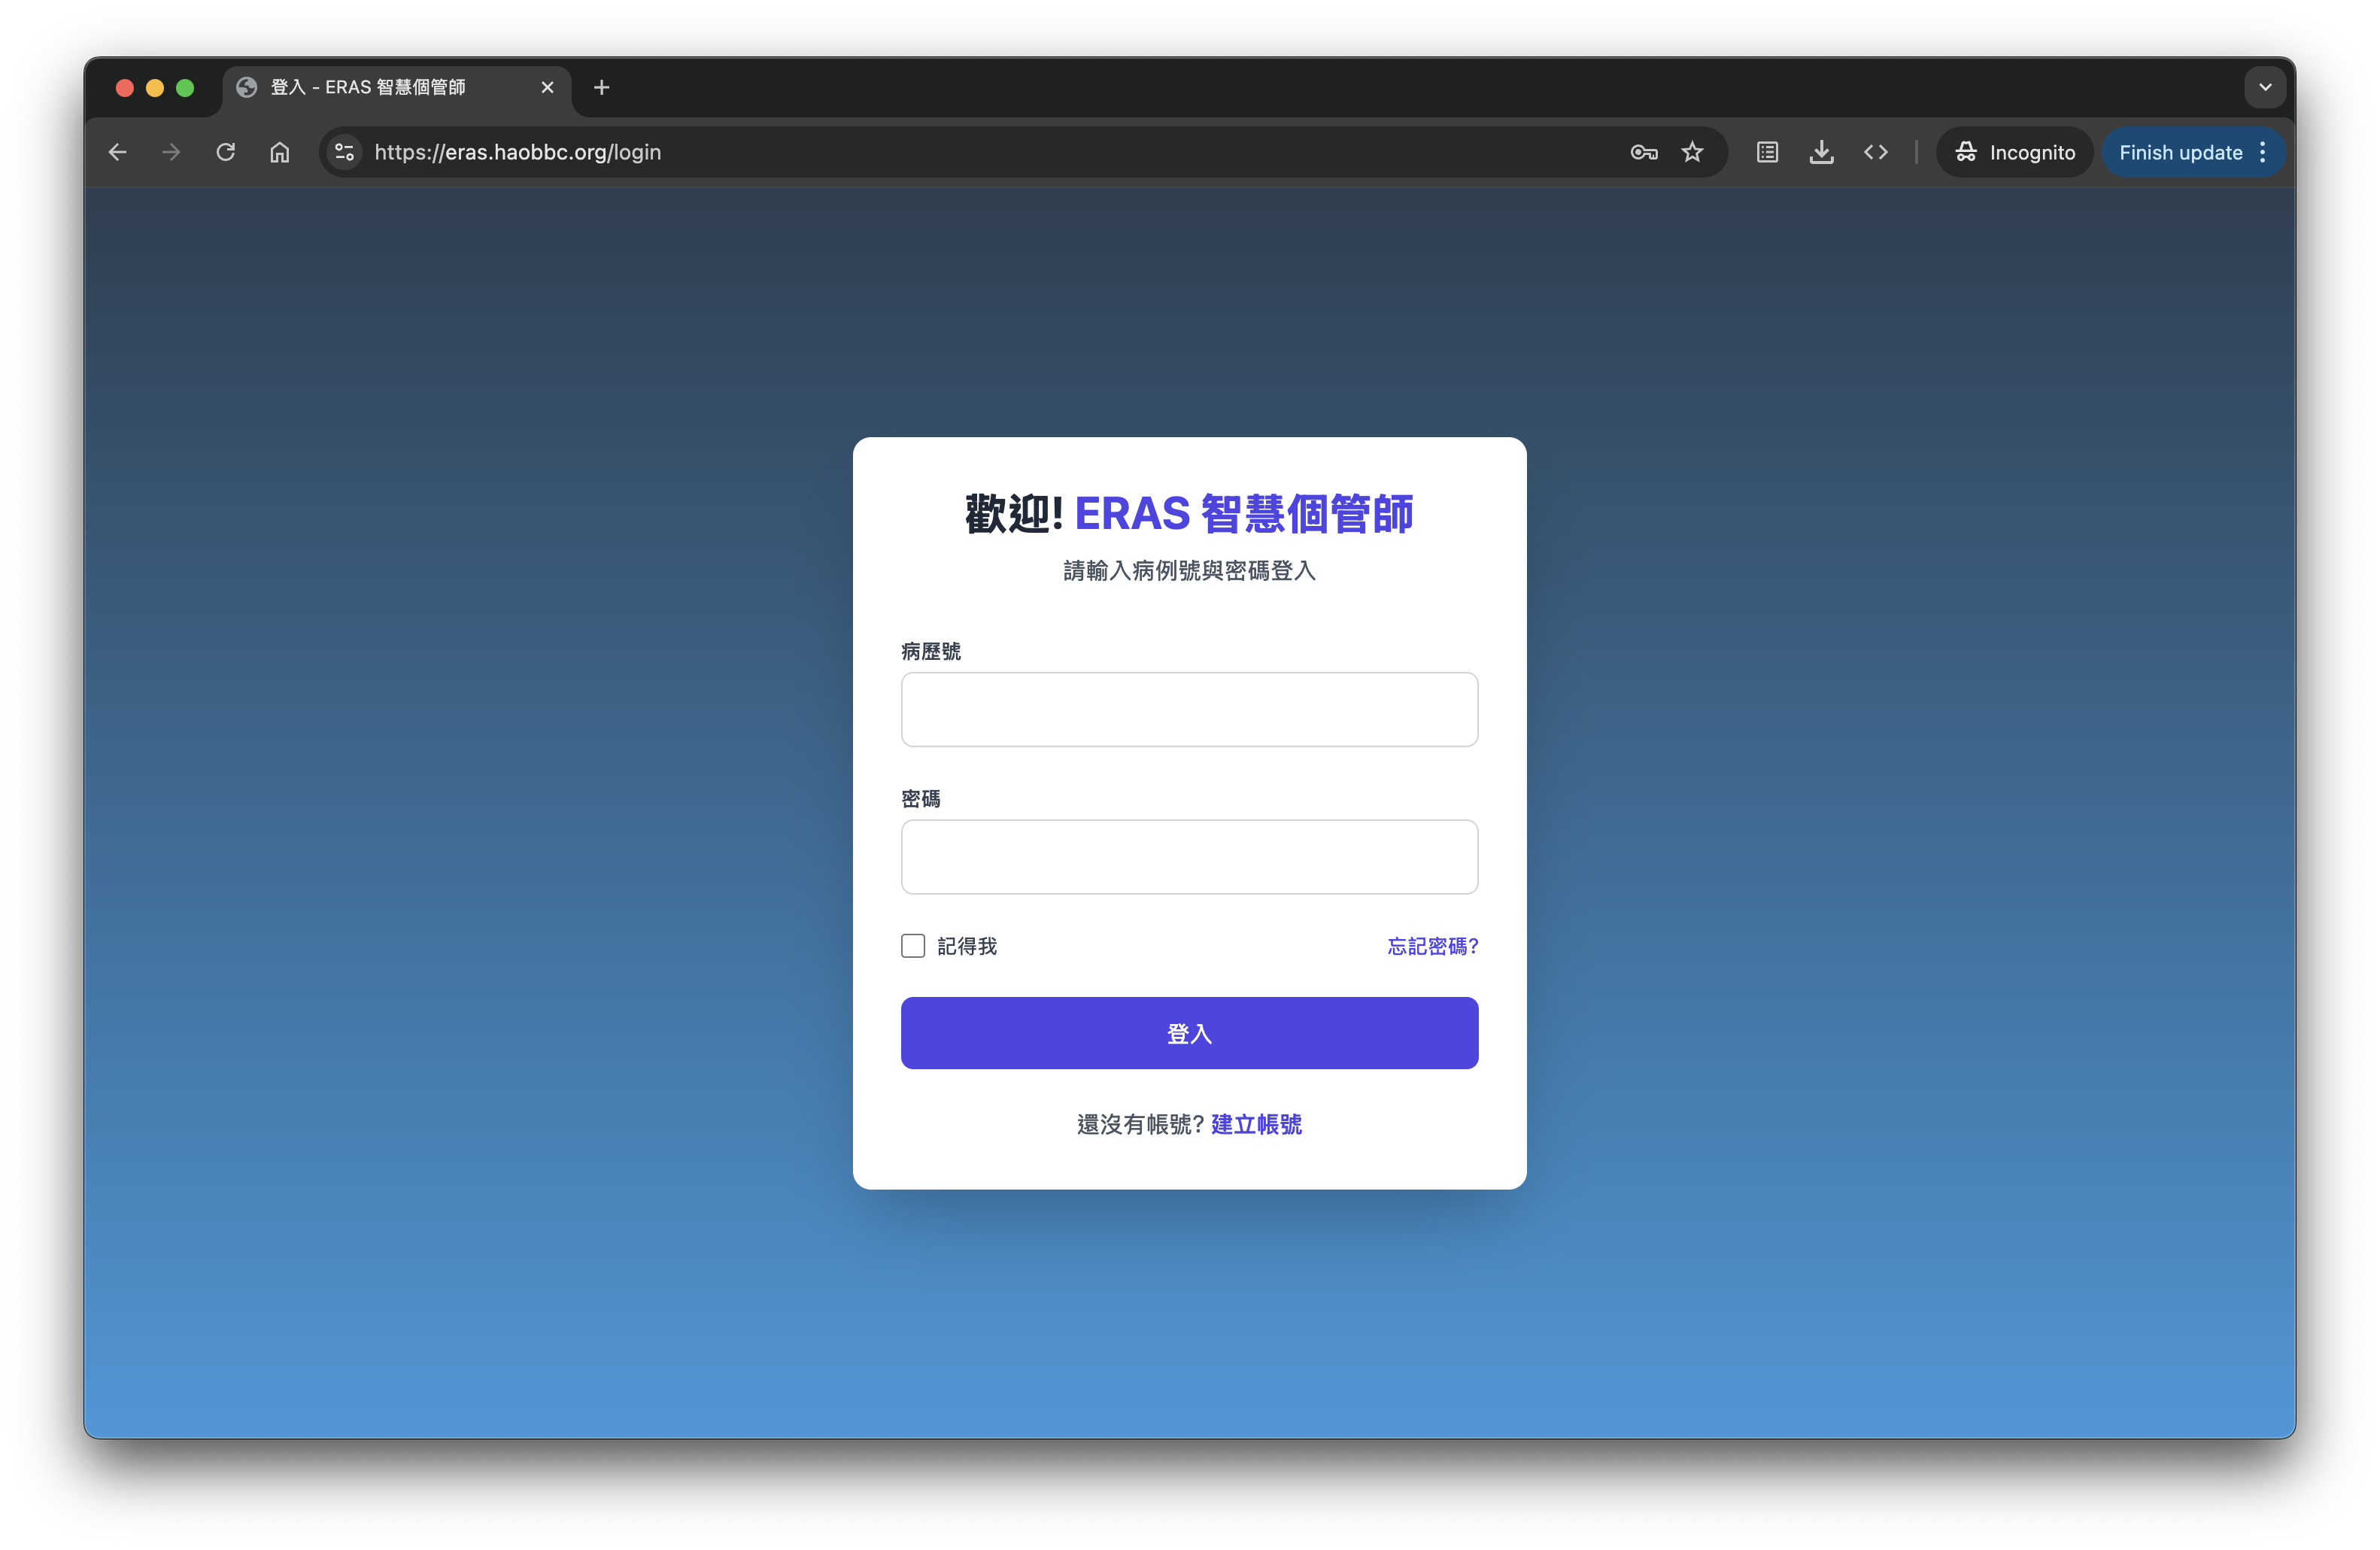 登入 - ERAS 智慧個管師
https://eras.haobbc.org/login
Incognito
Finish update
歡迎! ERAS 智慧個管師
請輸入病例號與密碼登入
病歷號
密碼
記得我
忘記密碼?
登入
還沒有帳號? 建立帳號